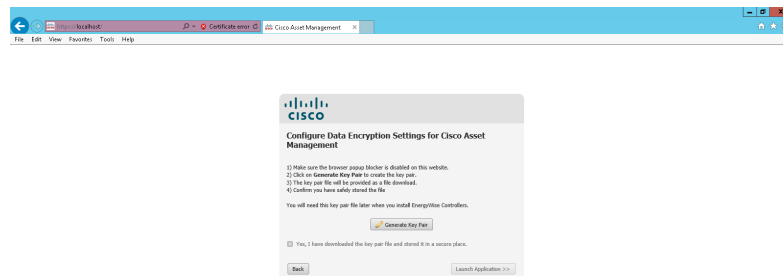 https://localhost/
Certificate error
Cisco Asset Management
File Edit View Favorites Tools Help
CISCO
Configure Data Encryption Settings for Cisco Asset
Management
1) Make sure the browser popup blocker is disabled on this website.
2) Click on Generate Key Pair to create the key pair.
3) The key pair file will be provided as a file download.
4) Confirm you have safely stored the file
You will need this key pair file later when you install EnergyWise Controllers.
Generate Key Pair
Yes, I have downloaded the key pair file and stored it in a secure place.
Back
Launch Application >>